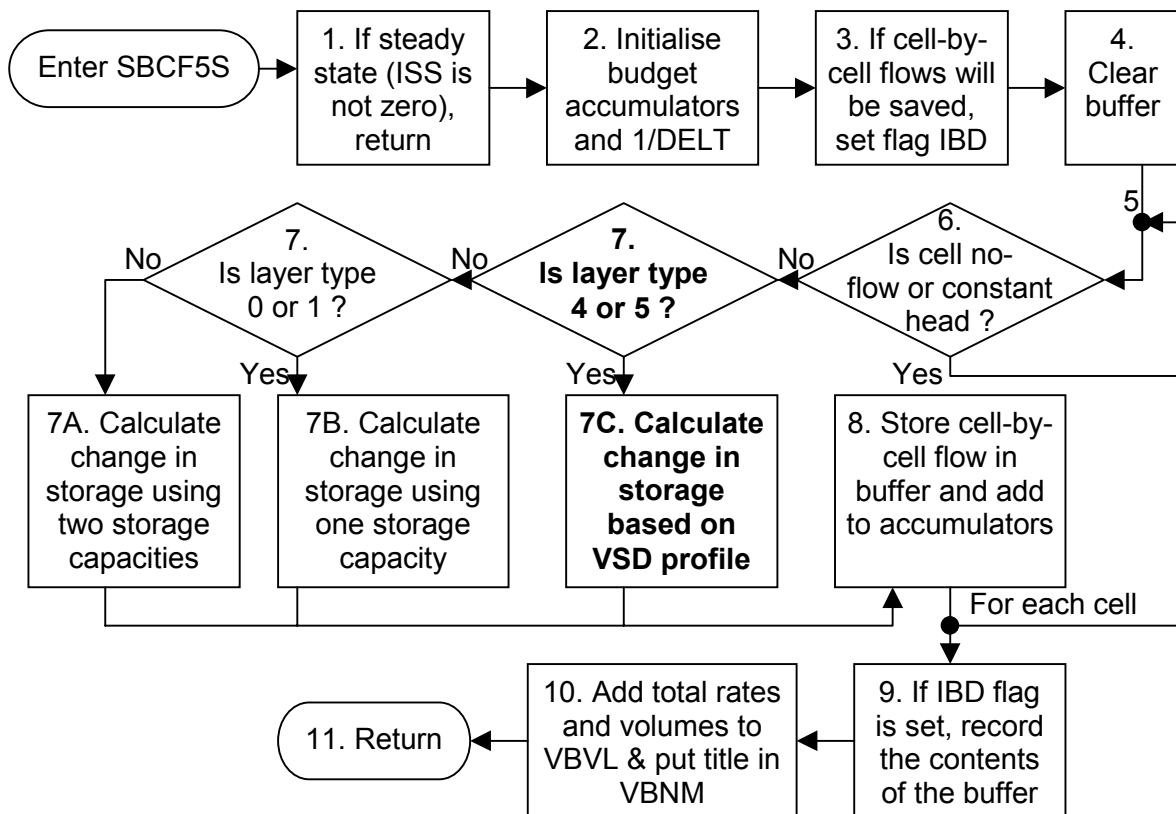 Enter SBCF5S
1. If steady
state (ISS is
not zero),
return
2. Initialise
budget
accumulators
and 1/DELT
3. If cell-by-
cell flows will
be saved,
set flag IBD
4.
Clear
buffer
5
6.
Is cell no-
flow or constant
head ?
No
Yes
7.
Is layer type
4 or 5 ?
No
Yes
7.
Is layer type
0 or 1 ?
No
Yes
7A. Calculate
change in
storage using
two storage
capacities
7B. Calculate
change in
storage using
one storage
capacity
7C. Calculate
change in
storage
based on
VSD profile
8. Store cell-by-
cell flow in
buffer and add
to accumulators
For each cell
9. If IBD flag
is set, record
the contents
of the buffer
10. Add total rates
and volumes to
VBVL & put title in
VBNM
11. Return